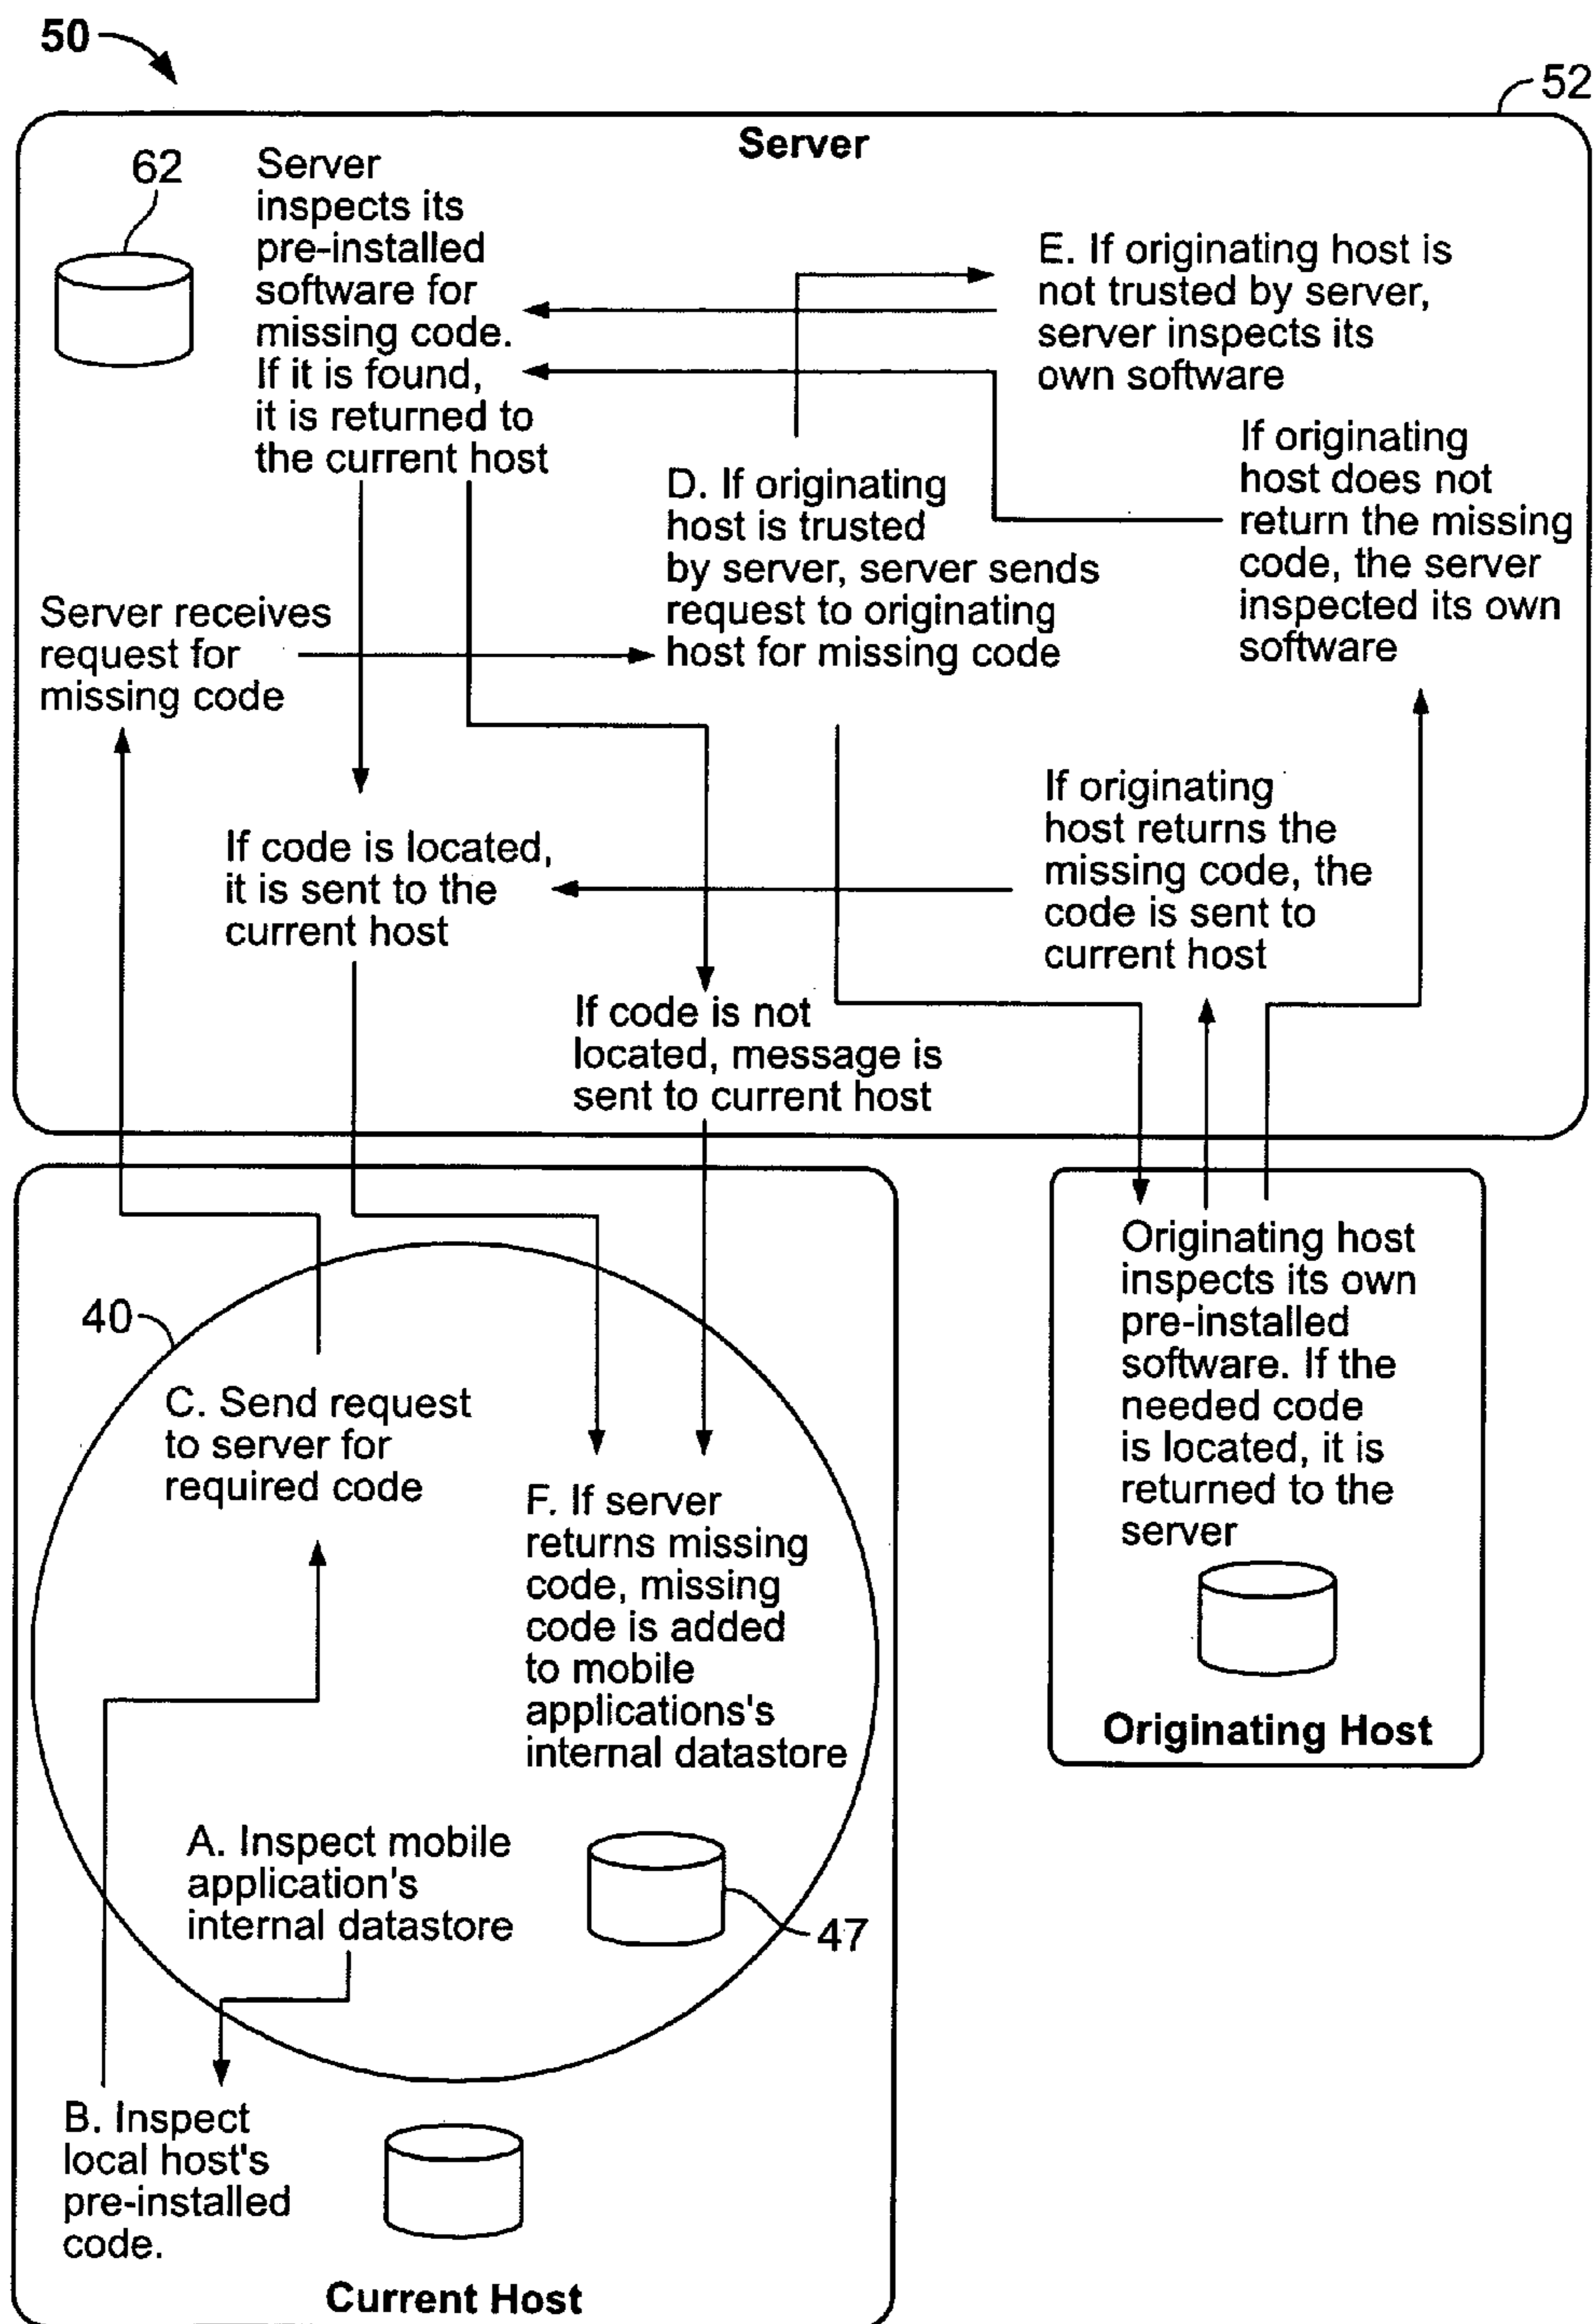 50
52
Server
62
Server
inspects its
pre-installed
software for
missing code.
If it is found,
it is returned to
the current host
E. If originating host is
not trusted by server,
server inspects its
own software
D. If originating
host is trusted
by server, server sends
request to originating
host for missing code
If originating
host does not
return the missing
code, the server
inspected its own
software
Server receives
request for
missing code
If code is located,
it is sent to the
current host
If originating
host returns the
missing code, the
code is sent to
current host
If code is not
located, message is
sent to current host
40
C. Send request
to server for
required code
F. If server
returns missing
code, missing
code is added
to mobile
applications's
internal datastore
A. Inspect mobile
application's
internal datastore
47
B. Inspect
local host's
pre-installed
code.
Current Host
Originating host
inspects its own
pre-installed
software. If the
needed code
is located, it is
returned to the
server
Originating Host